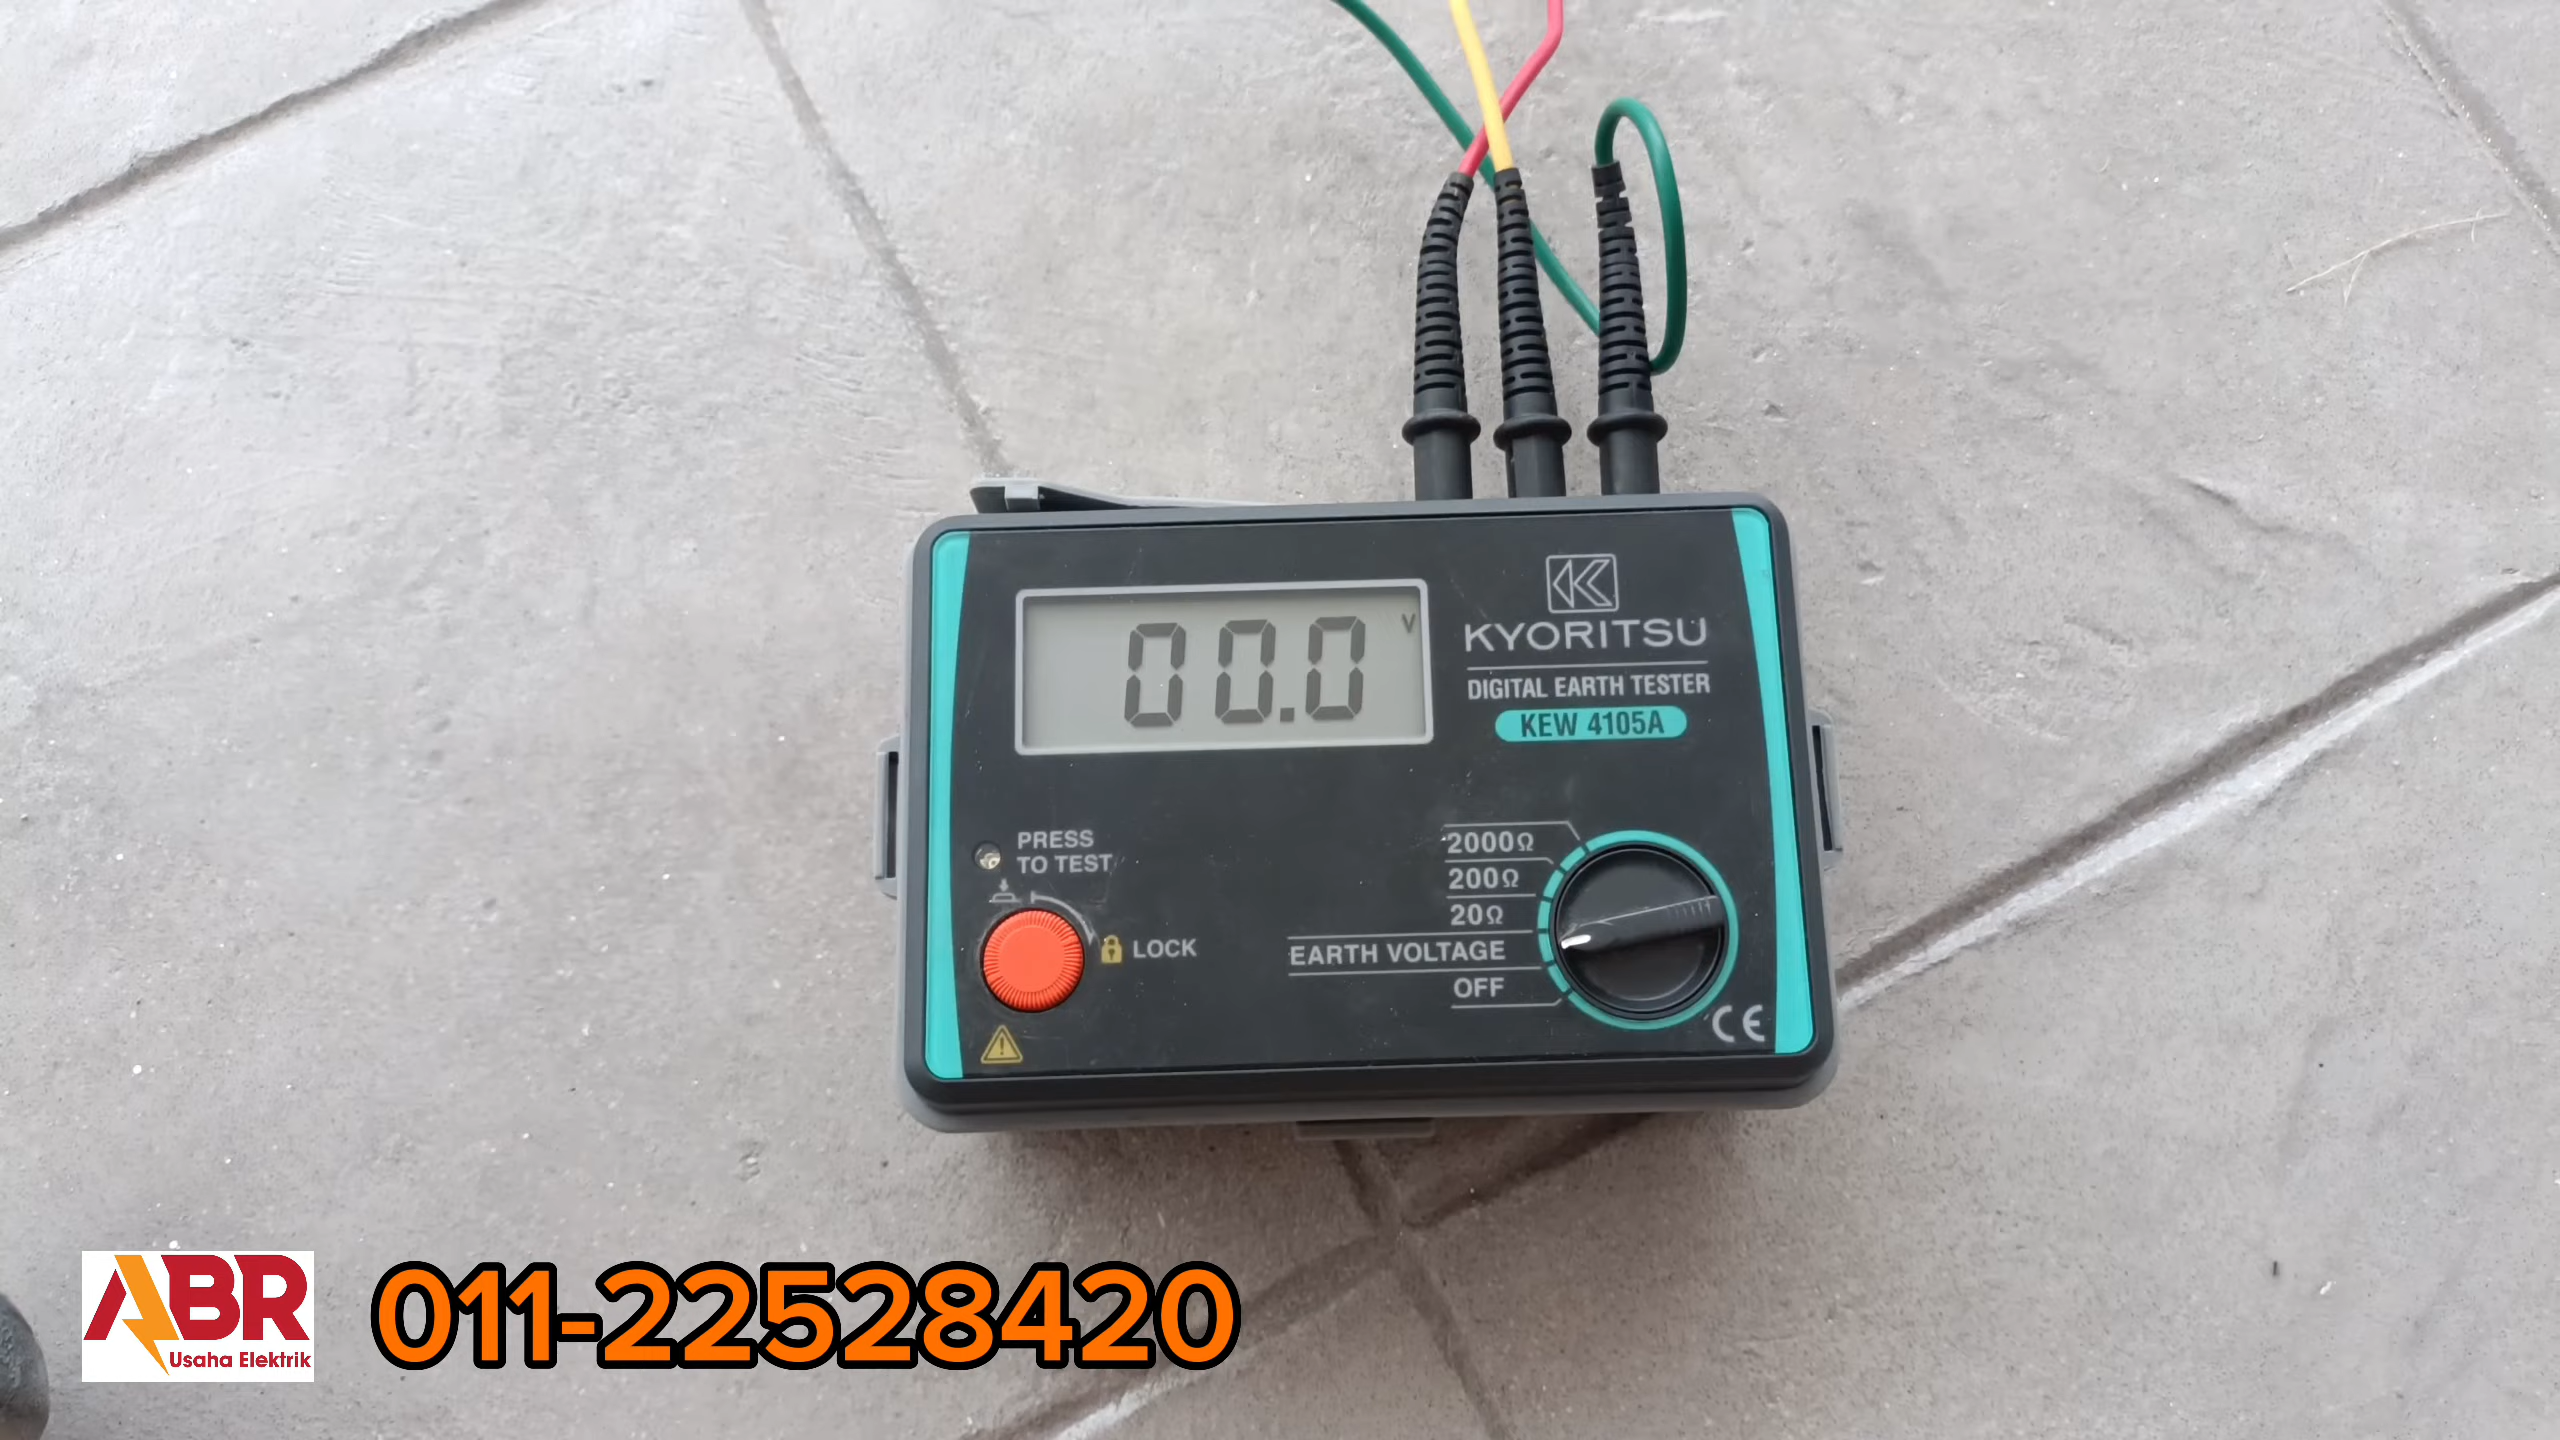 00.0 V
KYORITSU
DIGITAL EARTH TESTER
KEW 4105A
PRESS
TO TEST
LOCK
2000Ω
200Ω
20Ω
EARTH VOLTAGE
OFF
CE
ABR
Usaha Elektrik
011-22528420